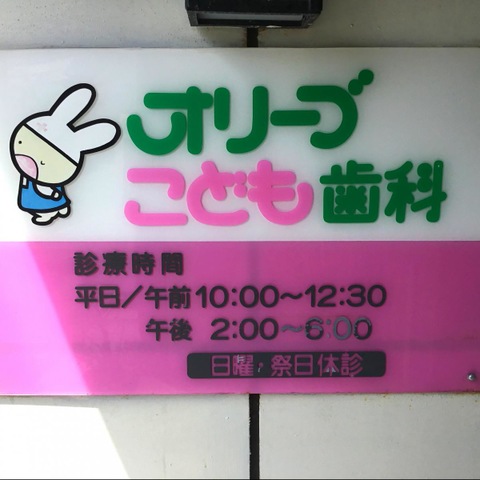 オリーブ
こども歯科
診療時間
平日/午前10:00〜12:30
午後 2:00〜6:00
日曜・祭日休診